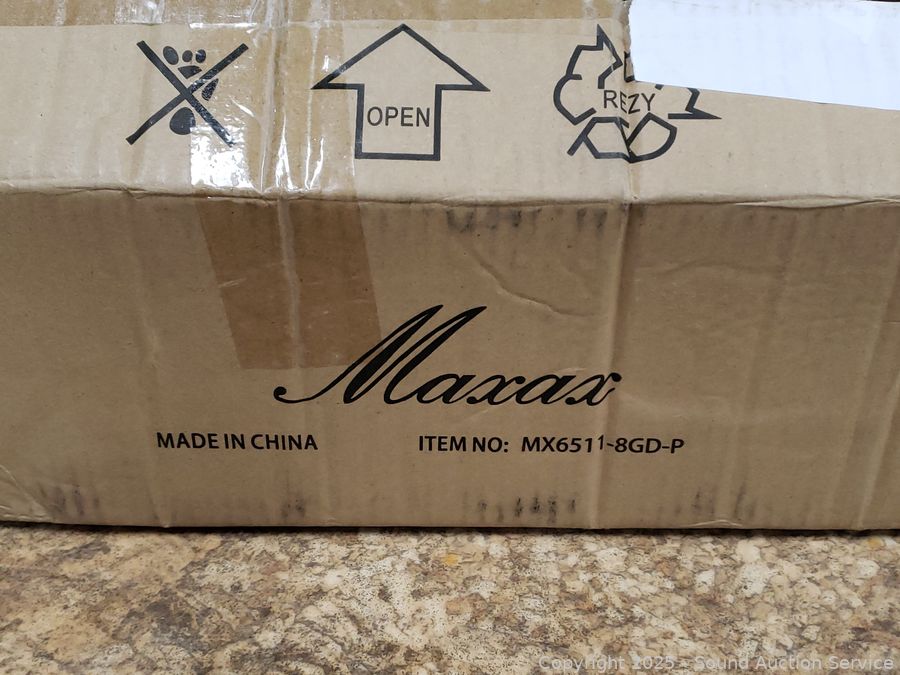 OPEN
REZY
Maxax
MADE IN CHINA
ITEM NO: MX6511-8GD-P
Copyright 2025 - Sound Auction Service